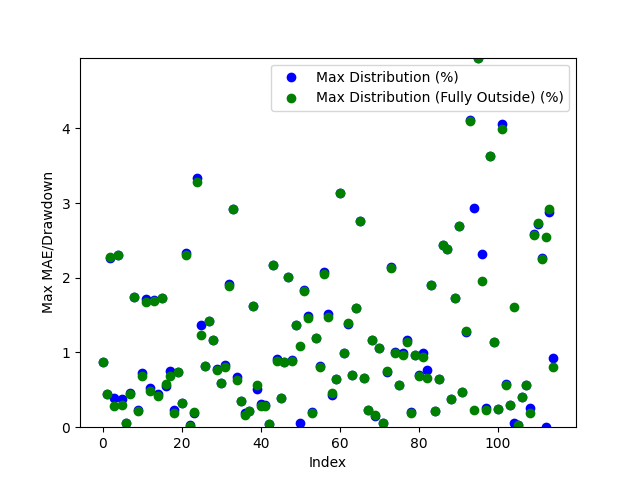 Max Distribution (%)
Max Distribution (Fully Outside) (%)
Max MAE/Drawdown
4
3
2
1
0
0 20 40 60 80 100
Index